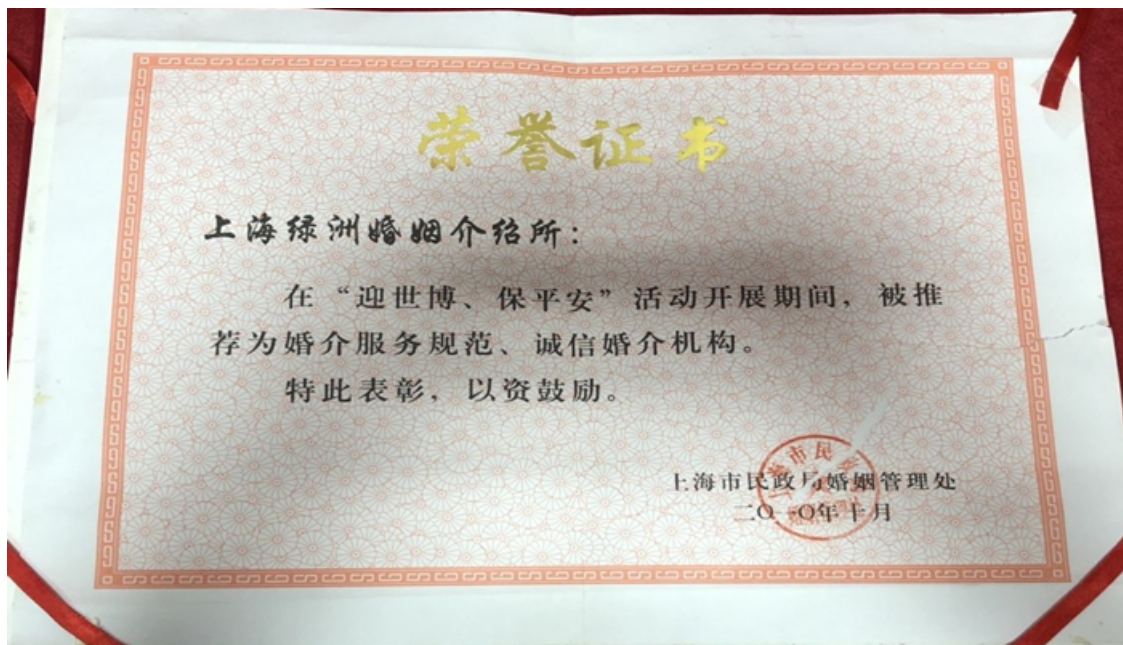 荣誉证书
上海绿洲婚姻介绍所：
在“迎世博、保平安”活动开展期间，被推
荐为婚介服务规范、诚信婚介机构。
特此表彰，以资鼓励。
上海市民政局婚姻管理处
二〇一〇年十月